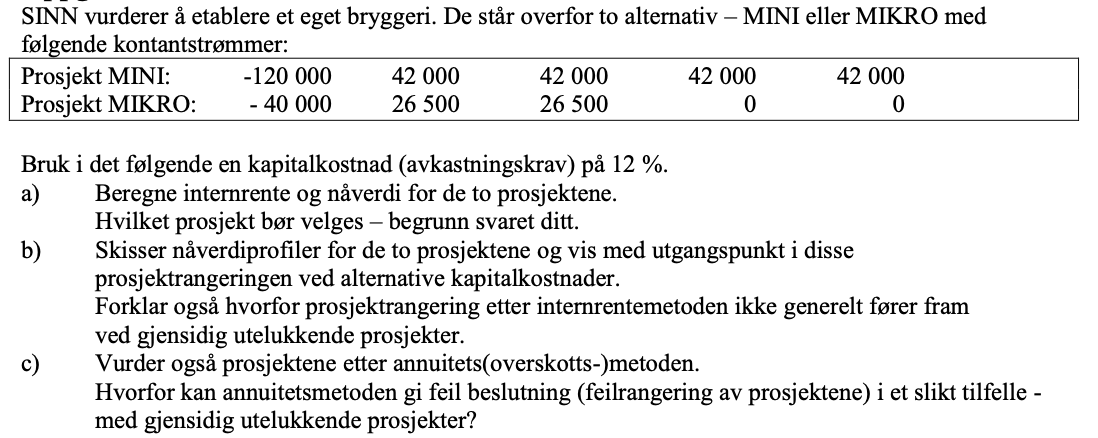 SINN vurderer å etablere et eget bryggeri. De står overfor to alternativ – MINI eller MIKRO med
følgende kontantstrømmer:
Prosjekt MINI: -120 000 42 000 42 000 42 000 42 000
Prosjekt MIKRO: - 40 000 26 500 26 500 0 0
Bruk i det følgende en kapitalkostnad (avkastningskrav) på 12 %.
a) Beregne internrente og nåverdi for de to prosjektene.
Hvilket prosjekt bør velges – begrunn svaret ditt.
b) Skisser nåverdiprofiler for de to prosjektene og vis med utgangspunkt i disse
prosjektrangeringen ved alternative kapitalkostnader.
Forklar også hvorfor prosjektrangering etter internrentemetoden ikke generelt fører fram
ved gjensidig utelukkende prosjekter.
c) Vurder også prosjektene etter annuitets(overskotts-)metoden.
Hvorfor kan annuitetsmetoden gi feil beslutning (feilrangering av prosjektene) i et slikt tilfelle -
med gjensidig utelukkende prosjekter?